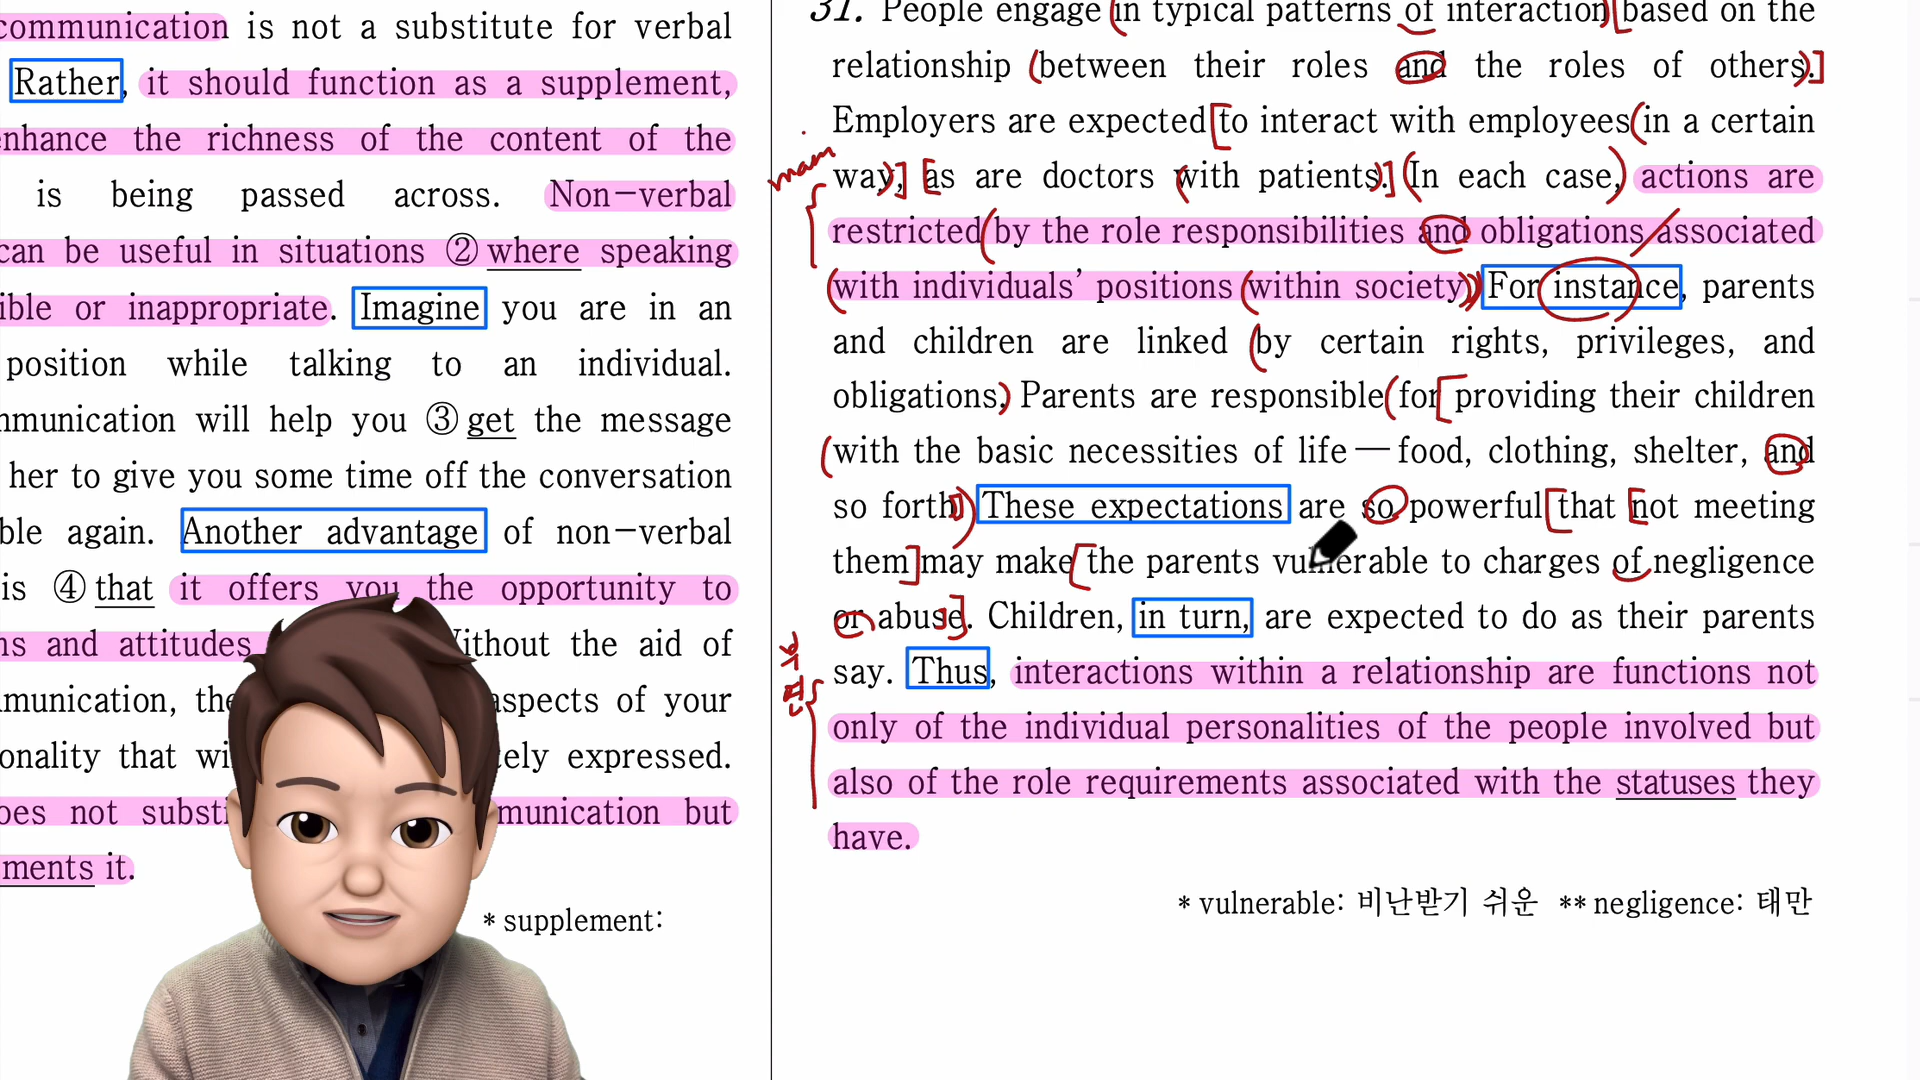 communication is not a substitute for verbal
Rather, it should function as a supplement,
enhance the richness of the content of the
is being passed across. Non-verbal
can be useful in situations ② where speaking
ible or inappropriate. Imagine you are in an
position while talking to an individual.
mmunication will help you ③ get the message
her to give you some time off the conversation
ble again. Another advantage of non-verbal
is ④ that it offers you the opportunity to
ns and attitudes ithout the aid of
munication, the aspects of your
onality that wi tely expressed.
oes not substi munication but
ments it.
* supplement:
31. People engage in typical patterns of interaction based on the
relationship between their roles and the roles of others.
Employers are expected to interact with employees in a certain
way, as are doctors with patients. In each case, actions are
main
restricted by the role responsibilities and obligations associated
with individuals' positions within society. For instance, parents
and children are linked by certain rights, privileges, and
obligations. Parents are responsible for providing their children
with the basic necessities of life—food, clothing, shelter, and
so forth. These expectations are so powerful that not meeting
them may make the parents vulnerable to charges of negligence
or abuse. Children, in turn, are expected to do as their parents
say. Thus, interactions within a relationship are functions not
only of the individual personalities of the people involved but
also of the role requirements associated with the statuses they
have.
* vulnerable: 비난받기 쉬운 ** negligence: 태만